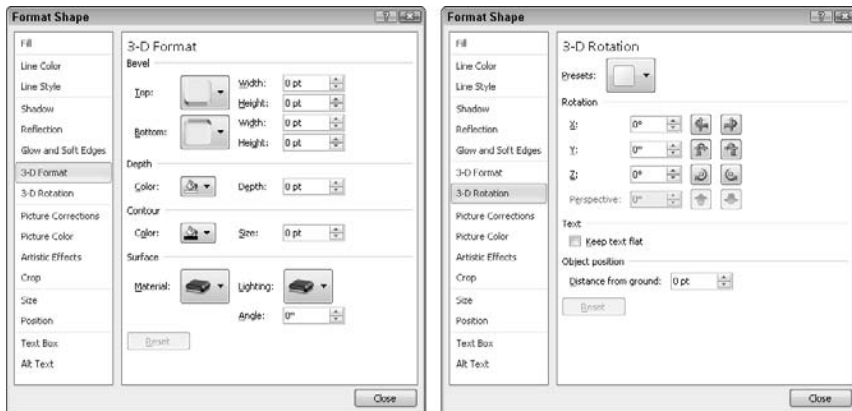 Format Shape
Fill
Line Color
Line Style
Shadow
Reflection
Glow and Soft Edges
3-D Format
3-D Rotation
Picture Corrections
Picture Color
Artistic Effects
Crop
Size
Position
Text Box
Alt Text
3-D Format
Bevel
Top:
Width: 0 pt
Height: 0 pt
Bottom:
Width: 0 pt
Height: 0 pt
Depth
Color:
Depth: 0 pt
Contour
Color:
Size: 0 pt
Surface
Material:
Lighting:
Angle: 0°
Reset
Close
Format Shape
Fill
Line Color
Line Style
Shadow
Reflection
Glow and Soft Edges
3-D Format
3-D Rotation
Picture Corrections
Picture Color
Artistic Effects
Crop
Size
Position
Text Box
Alt Text
3-D Rotation
Presets:
Rotation
X: 0°
Y: 0°
Z: 0°
Perspective: 0°
Text
Keep text flat
Object position
Distance from ground: 0 pt
Reset
Close